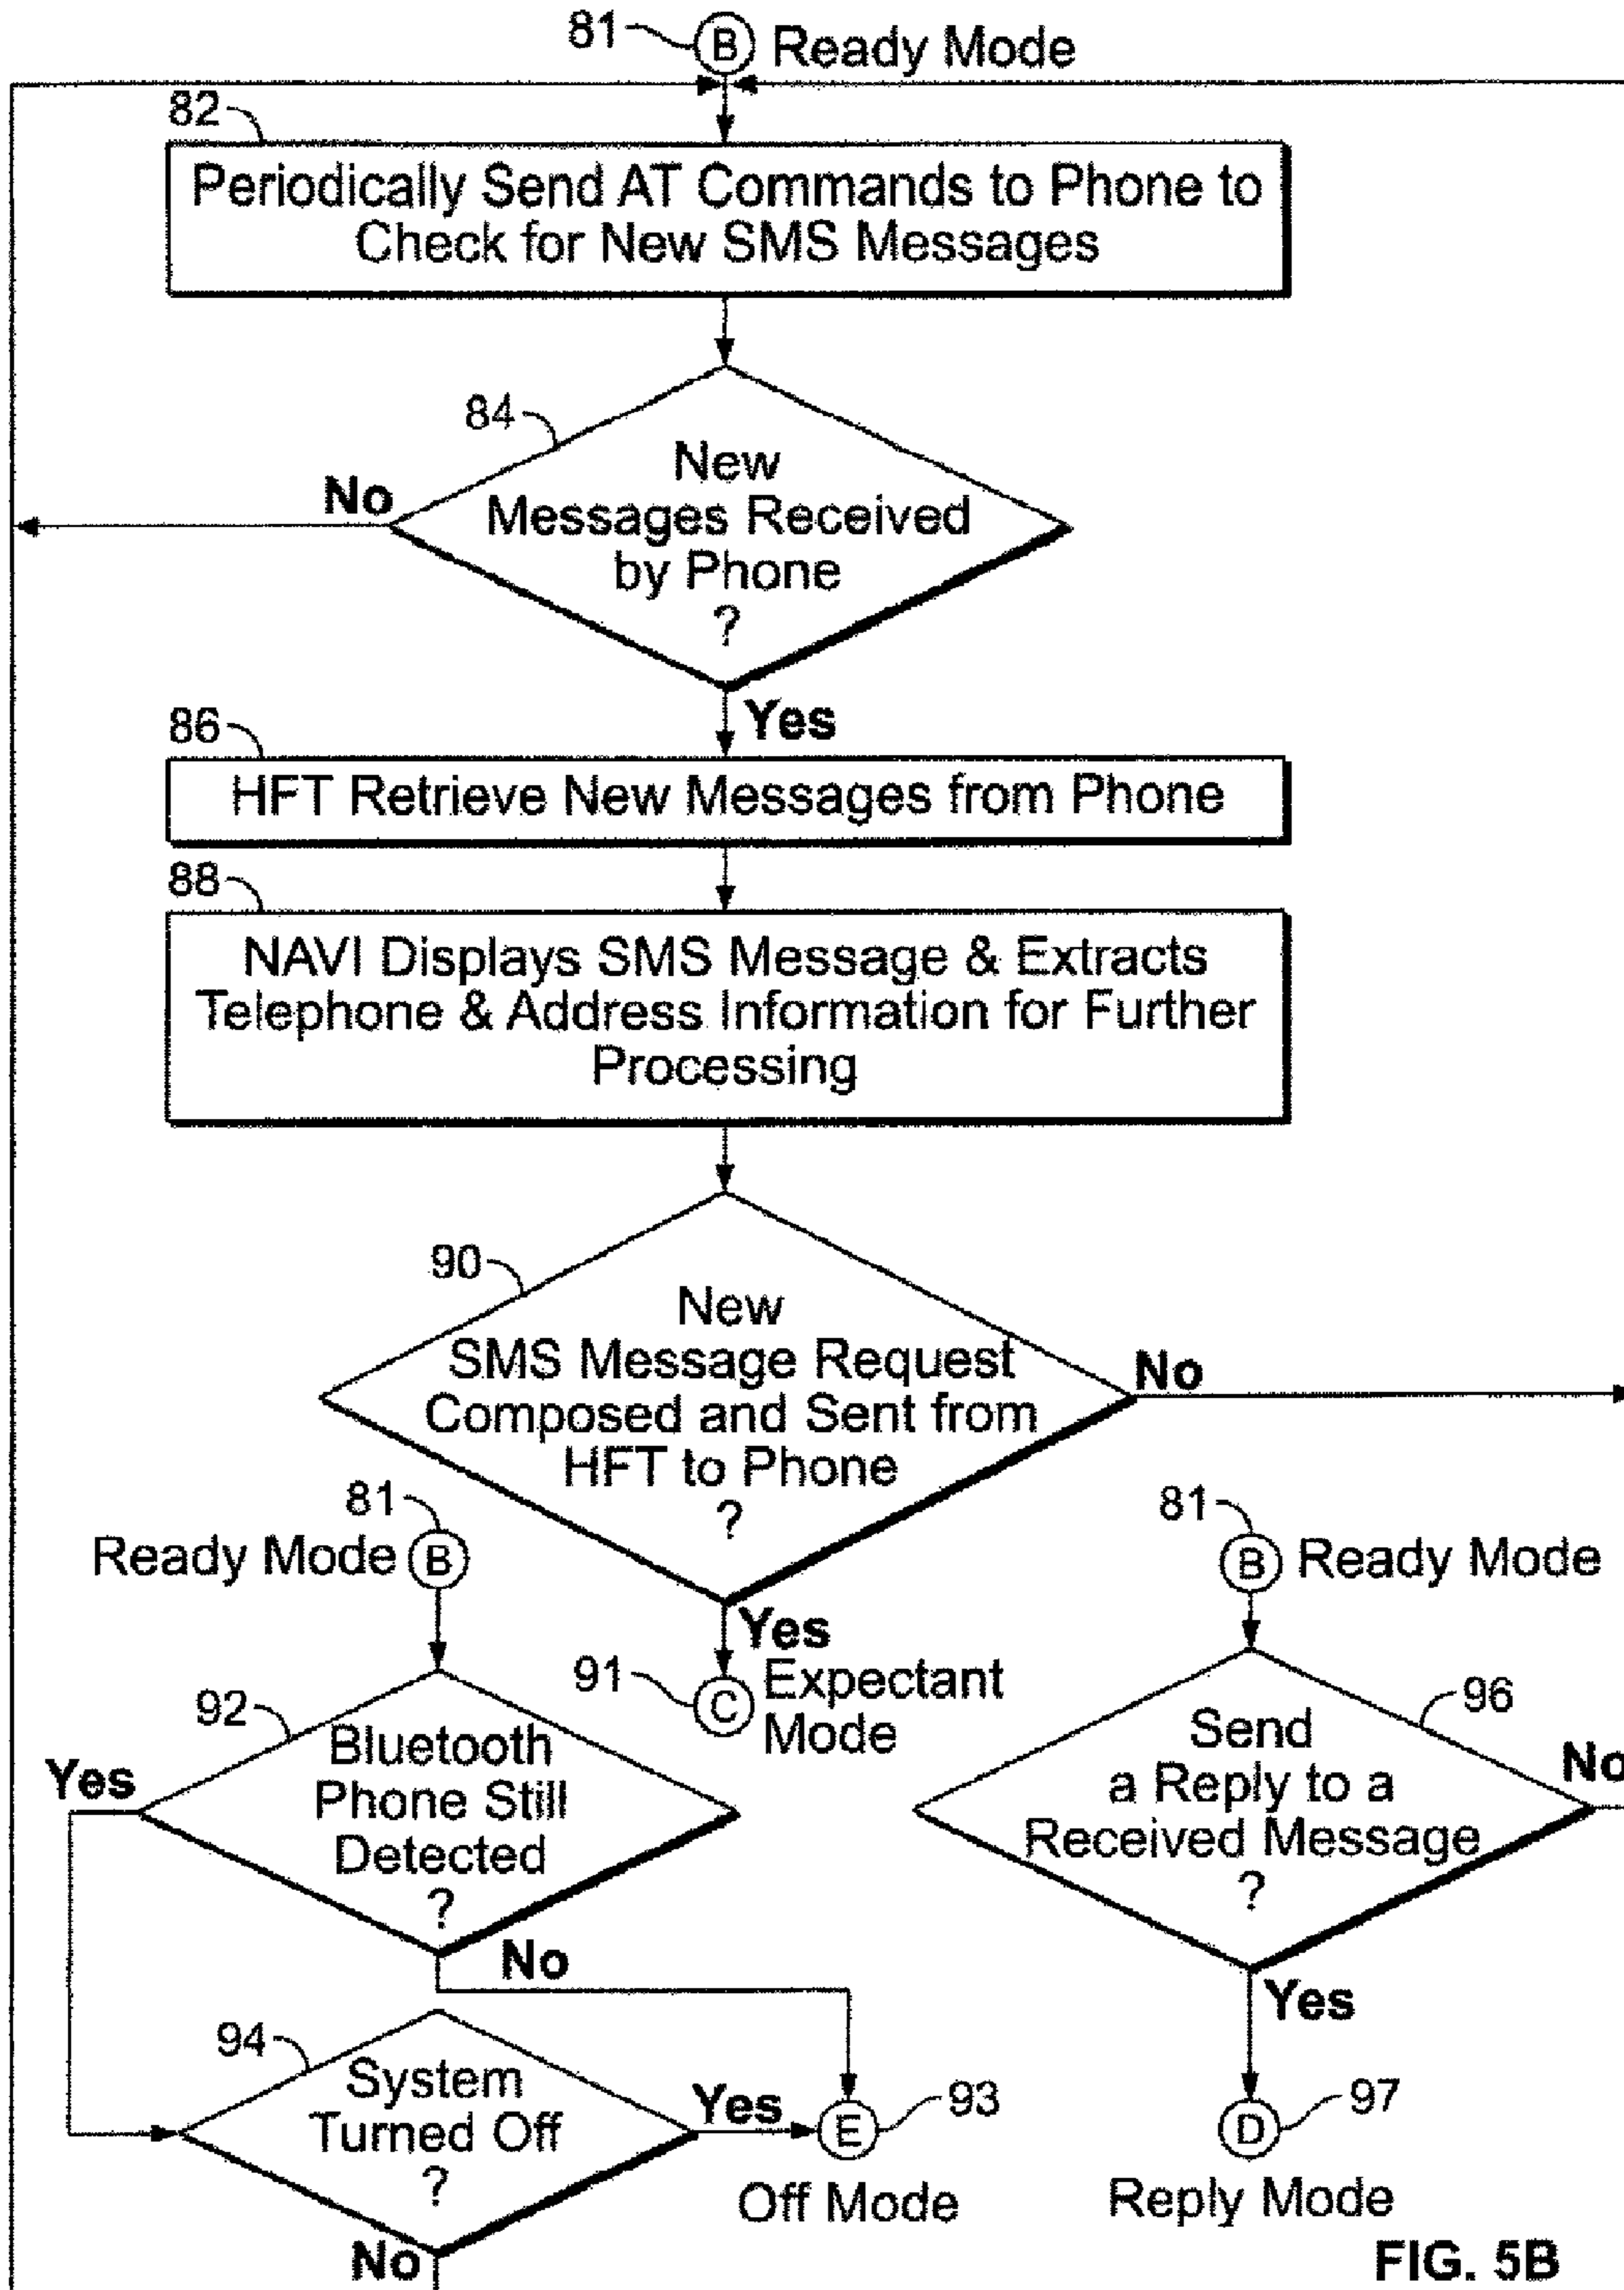 81 B Ready Mode
82
Periodically Send AT Commands to Phone to
Check for New SMS Messages
84
New
Messages Received
by Phone
?
No
Yes
86
HFT Retrieve New Messages from Phone
88
NAVI Displays SMS Message & Extracts
Telephone & Address Information for Further
Processing
90
New
SMS Message Request
Composed and Sent from
HFT to Phone
?
No
Yes
91 C Expectant
Mode
81
Ready Mode B
92
Bluetooth
Phone Still
Detected
?
Yes
No
94
System
Turned Off
?
Yes
E 93
Off Mode
No
81
B Ready Mode
96
Send
a Reply to a
Received Message
?
No
Yes
D 97
Reply Mode
FIG. 5B